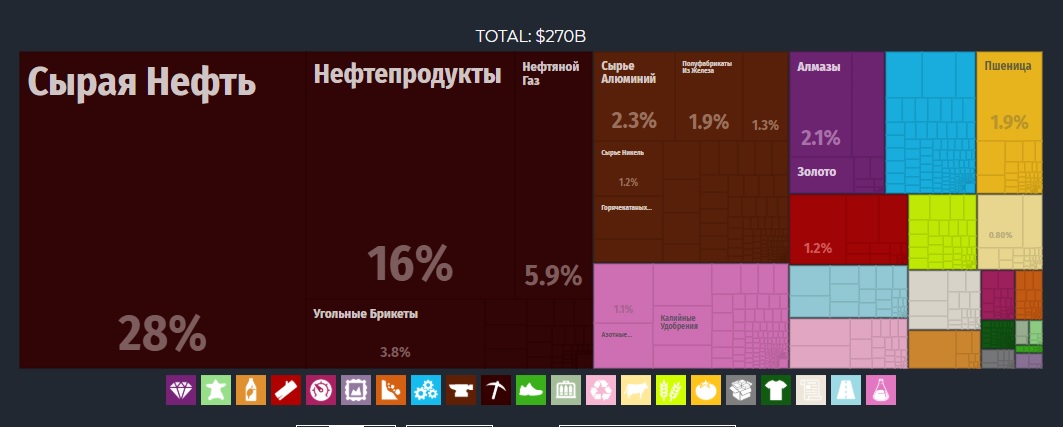 TOTAL: $270B
Сырая Нефть
28%
Нефтепродукты
16%
Нефтяной
Газ
5.9%
Угольные Брикеты
3.8%
Сырье
Алюминий
2.3%
Полуфабрикаты
Из Железа
1.9%
1.3%
Сырье Никель
1.2%
Горячекатаных...
1.1%
Азотные...
Калийные
Удобрения
Алмазы
2.1%
Золото
Пшеница
1.9%
1.2%
0.86%